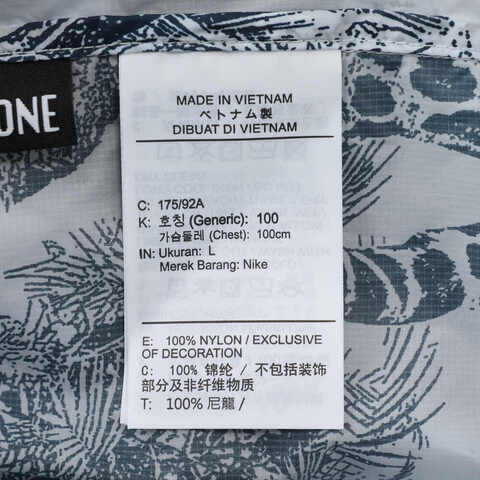 ONE
MADE IN VIETNAM
ベトナム製
DIBUAT DI VIETNAM
C: 175/92A
K: 호칭 (Generic): 100
가슴둘레 (Chest): 100cm
IN: Ukuran: L
Merek Barang: Nike
E: 100% NYLON / EXCLUSIVE
OF DECORATION
C: 100% 锦纶 / 不包括装饰
部分及非纤维物质
T: 100% 尼龍 /